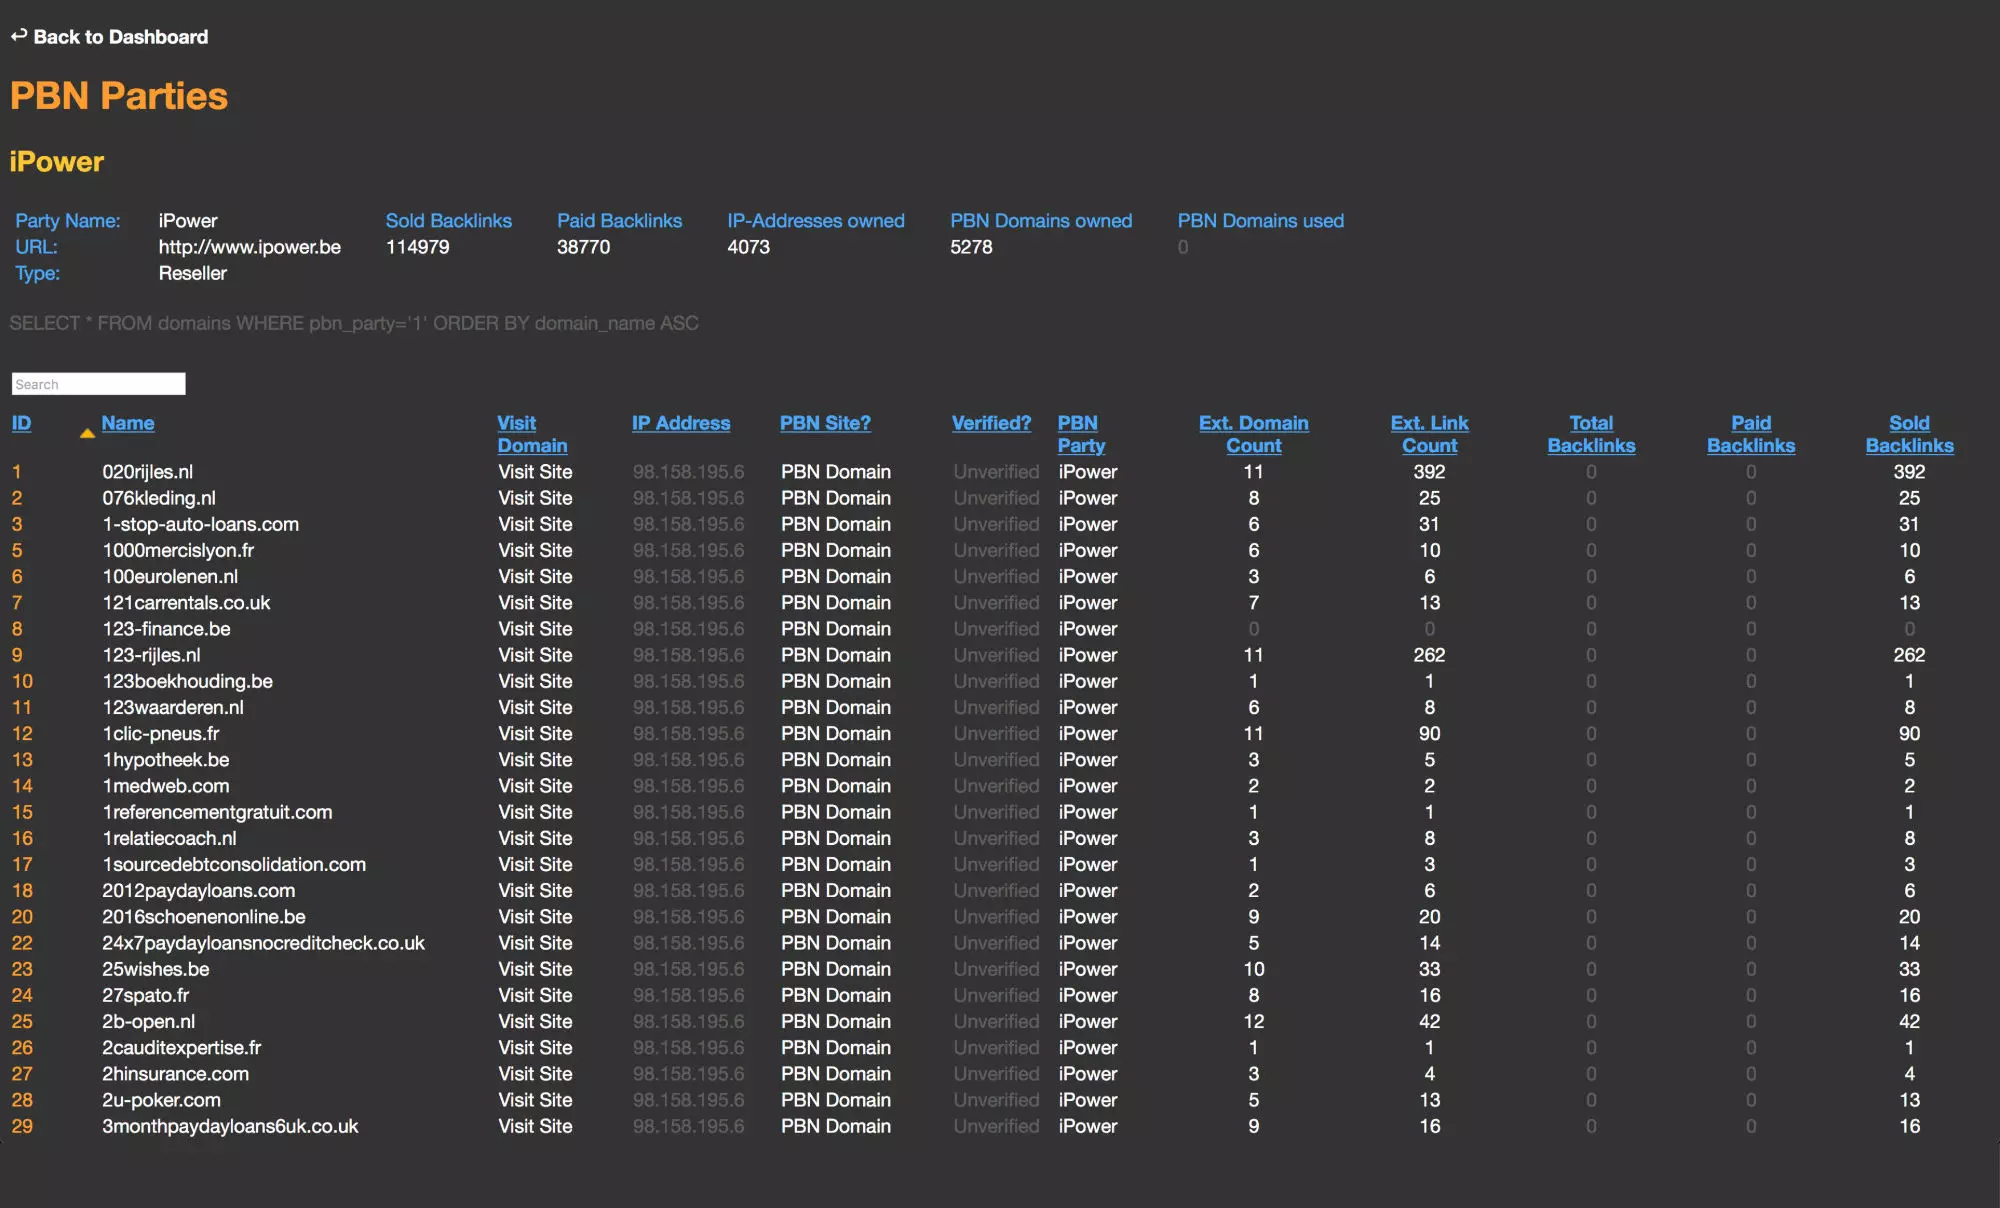 ↩ Back to Dashboard
PBN Parties
iPower
Party Name: iPower Sold Backlinks Paid Backlinks IP-Addresses owned PBN Domains owned PBN Domains used
URL: http://www.ipower.be 114979 38770 4073 5278 0
Type: Reseller
SELECT * FROM domains WHERE pbn_party='1' ORDER BY domain_name ASC
Search
ID Name Visit IP Address PBN Site? Verified? PBN Ext. Domain Ext. Link Total Paid Sold
Domain Party Count Count Backlinks Backlinks Backlinks
1 020rijles.nl Visit Site 98.158.195.6 PBN Domain Unverified iPower 11 392 0 0 392
2 076kleding.nl Visit Site 98.158.195.6 PBN Domain Unverified iPower 8 25 0 0 25
3 1-stop-auto-loans.com Visit Site 98.158.195.6 PBN Domain Unverified iPower 6 31 0 0 31
5 1000mercislyon.fr Visit Site 98.158.195.6 PBN Domain Unverified iPower 6 10 0 0 10
6 100eurolenen.nl Visit Site 98.158.195.6 PBN Domain Unverified iPower 3 6 0 0 6
7 121carrentals.co.uk Visit Site 98.158.195.6 PBN Domain Unverified iPower 7 13 0 0 13
8 123-finance.be Visit Site 98.158.195.6 PBN Domain Unverified iPower 0 0 0 0 0
9 123-rijles.nl Visit Site 98.158.195.6 PBN Domain Unverified iPower 11 262 0 0 262
10 123boekhouding.be Visit Site 98.158.195.6 PBN Domain Unverified iPower 1 1 0 0 1
11 123waarderen.nl Visit Site 98.158.195.6 PBN Domain Unverified iPower 6 8 0 0 8
12 1clic-pneus.fr Visit Site 98.158.195.6 PBN Domain Unverified iPower 11 90 0 0 90
13 1hypotheek.be Visit Site 98.158.195.6 PBN Domain Unverified iPower 3 5 0 0 5
14 1medweb.com Visit Site 98.158.195.6 PBN Domain Unverified iPower 2 2 0 0 2
15 1referencementgratuit.com Visit Site 98.158.195.6 PBN Domain Unverified iPower 1 1 0 0 1
16 1relatiecoach.nl Visit Site 98.158.195.6 PBN Domain Unverified iPower 3 8 0 0 8
17 1sourcedebtconsolidation.com Visit Site 98.158.195.6 PBN Domain Unverified iPower 1 3 0 0 3
18 2012paydayloans.com Visit Site 98.158.195.6 PBN Domain Unverified iPower 2 6 0 0 6
20 2016schoenenonline.be Visit Site 98.158.195.6 PBN Domain Unverified iPower 9 20 0 0 20
22 24x7paydayloansnocreditcheck.co.uk Visit Site 98.158.195.6 PBN Domain Unverified iPower 5 14 0 0 14
23 25wishes.be Visit Site 98.158.195.6 PBN Domain Unverified iPower 10 33 0 0 33
24 27spato.fr Visit Site 98.158.195.6 PBN Domain Unverified iPower 8 16 0 0 16
25 2b-open.nl Visit Site 98.158.195.6 PBN Domain Unverified iPower 12 42 0 0 42
26 2cauditexpertise.fr Visit Site 98.158.195.6 PBN Domain Unverified iPower 1 1 0 0 1
27 2hinsurance.com Visit Site 98.158.195.6 PBN Domain Unverified iPower 3 4 0 0 4
28 2u-poker.com Visit Site 98.158.195.6 PBN Domain Unverified iPower 5 13 0 0 13
29 3monthpaydayloans6uk.co.uk Visit Site 98.158.195.6 PBN Domain Unverified iPower 9 16 0 0 16